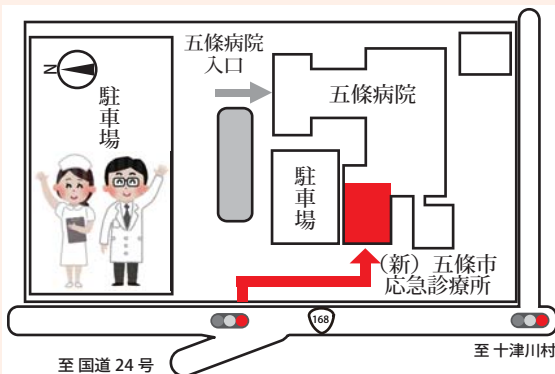 N
駐車場
五條病院
入口
五條病院
駐車場
(新) 五條市
応急診療所
168
至 国道 24 号
至 十津川村